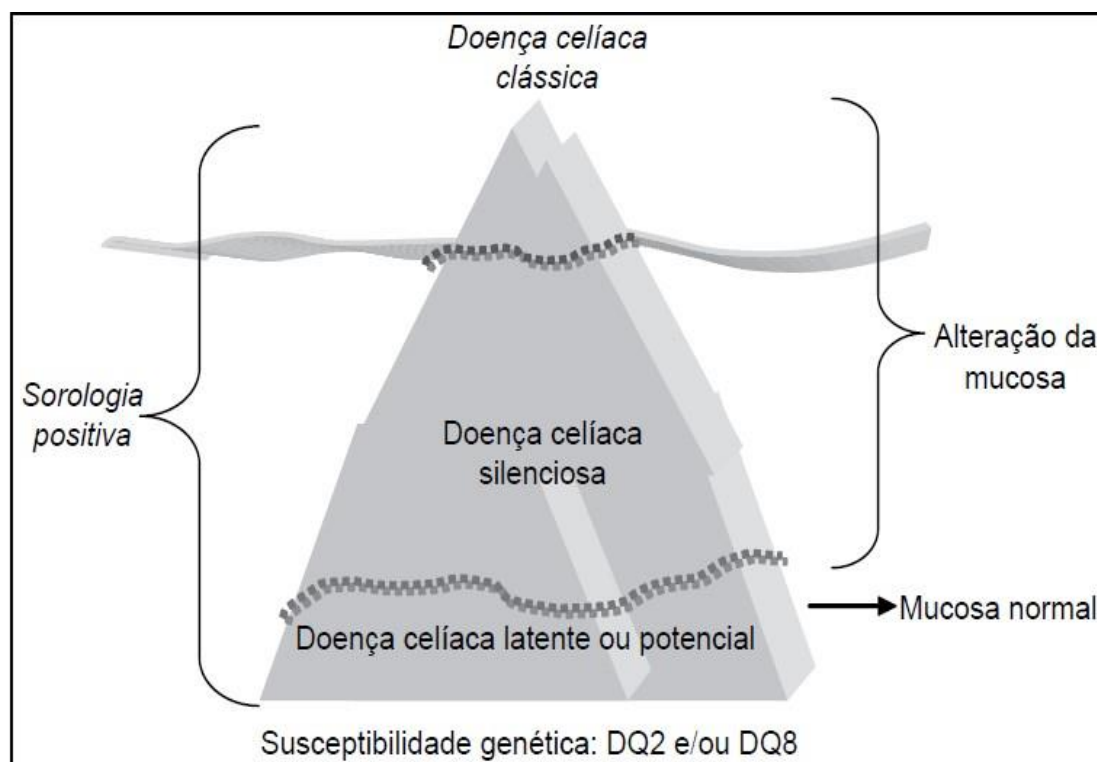 Doença celíaca
clássica
Sorologia
positiva
Alteração da
mucosa
Doença celíaca
silenciosa
Mucosa normal
Doença celíaca latente ou potencial
Susceptibilidade genética: DQ2 e/ou DQ8